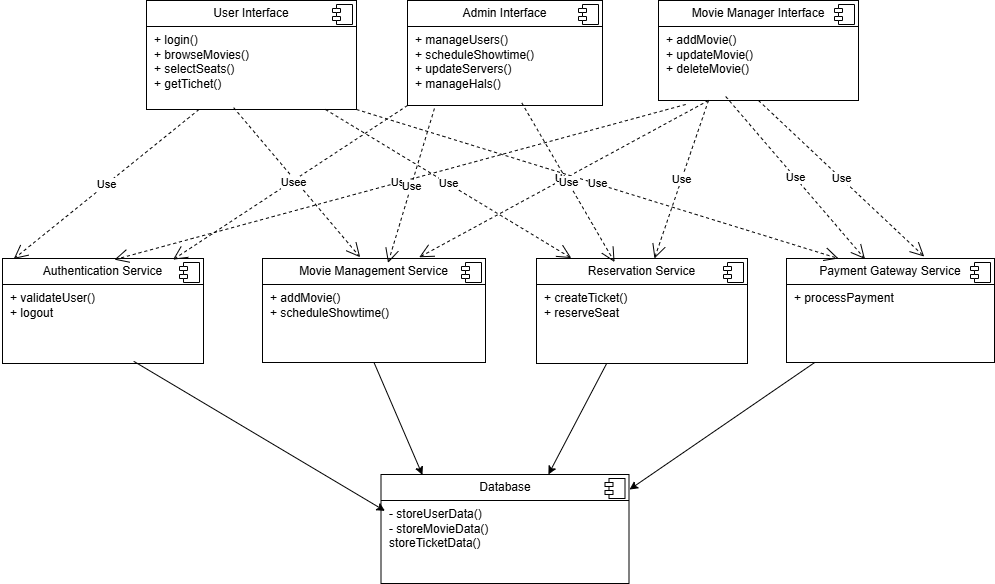 User Interface
+ login()
+ browseMovies()
+ selectSeats()
+ getTichet()
Admin Interface
+ manageUsers()
+ scheduleShowtime()
+ updateServers()
+ manageHals()
Movie Manager Interface
+ addMovie()
+ updateMovie()
+ deleteMovie()
Use
Use
Use
Use
Use
Use
Use
Use
Use
Use
Authentication Service
+ validateUser()
+ logout
Movie Management Service
+ addMovie()
+ scheduleShowtime()
Reservation Service
+ createTicket()
+ reserveSeat
Payment Gateway Service
+ processPayment
Database
- storeUserData()
- storeMovieData()
storeTicketData()